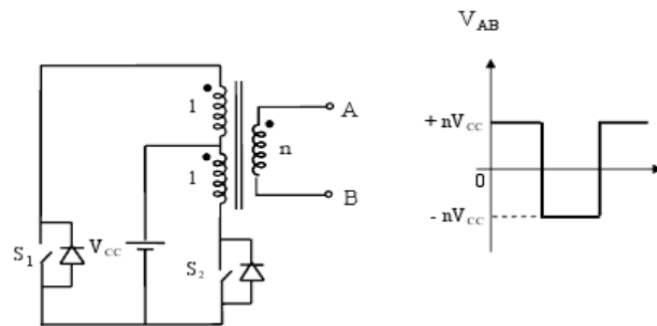 V_AB
1
A
+ nV_CC
n
0
1
B
- nV_CC
S_1
V_CC
S_2